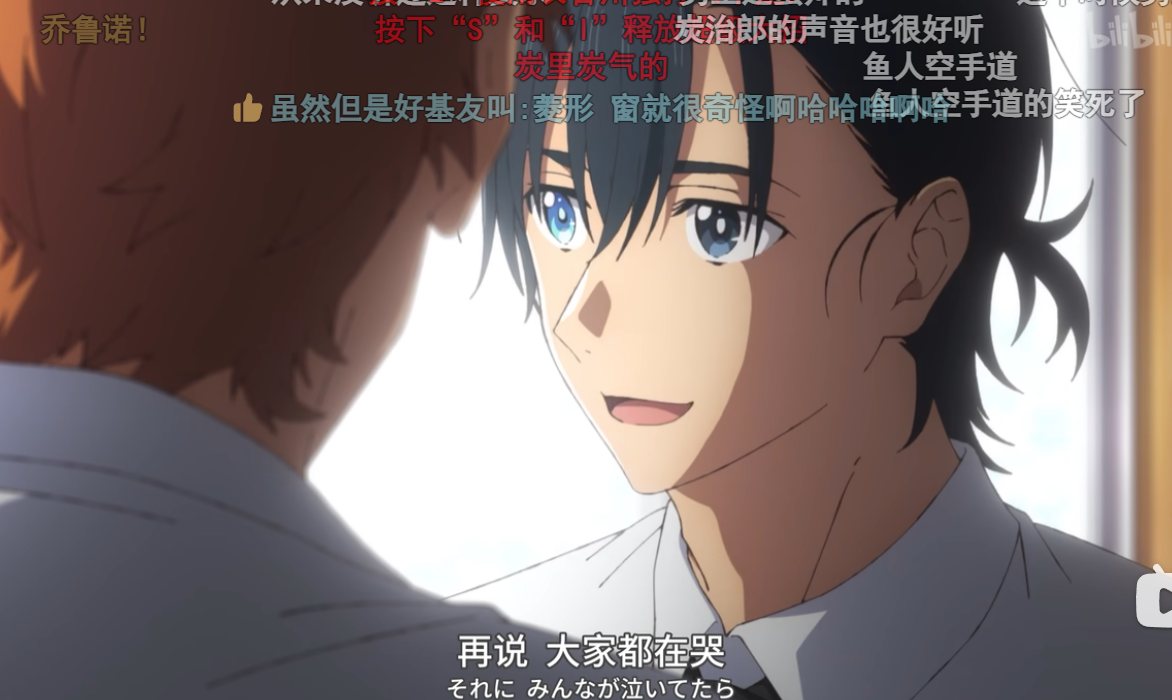 乔鲁诺！
按下“S”和“I”释放
炭治郎的声音也很好听
炭里炭气的
鱼人空手道
虽然但是好基友叫:菱形 窗就很奇怪啊哈哈哈啊哈
鱼人空手道的笑死了
bilibili
再说 大家都在哭
それに みんなが泣いてたら